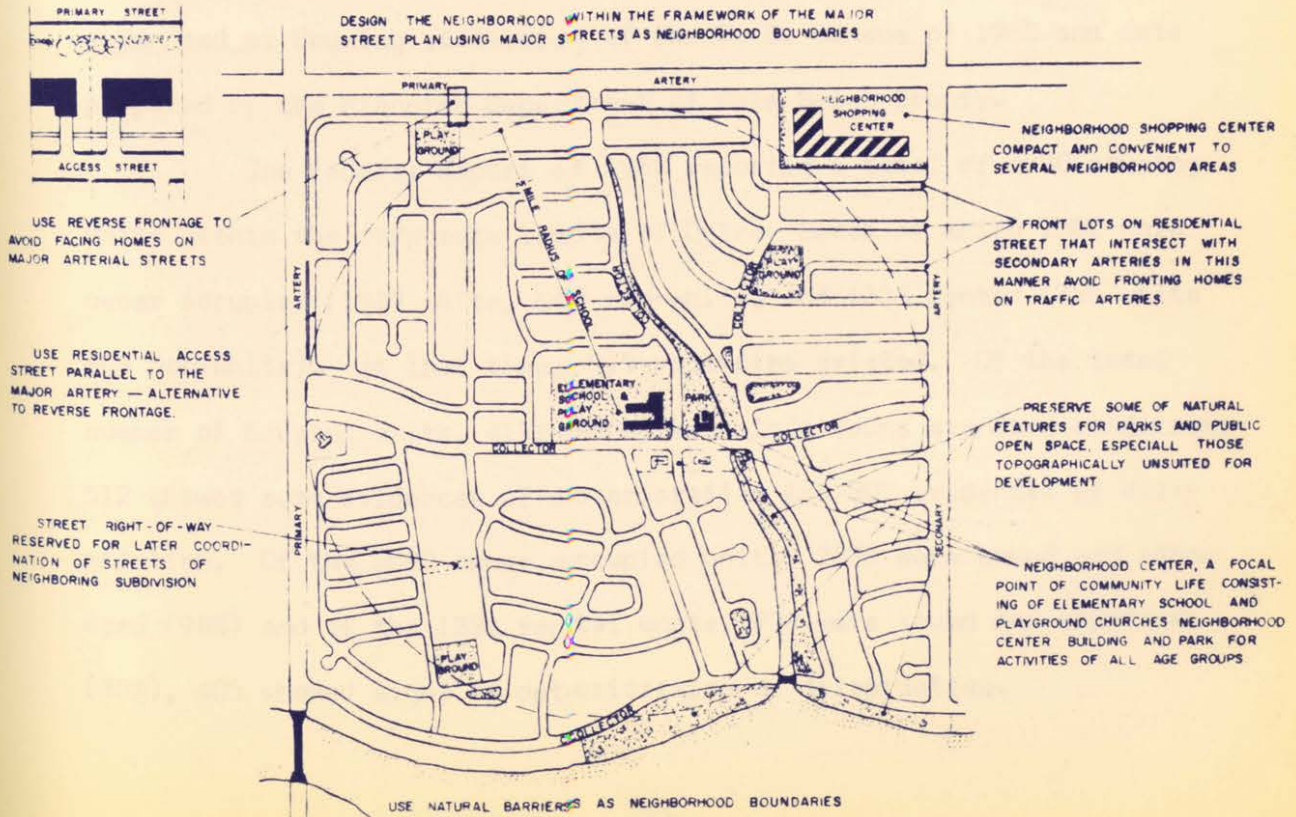 PRIMARY STREET
ACCESS STREET
DESIGN THE NEIGHBORHOOD WITHIN THE FRAMEWORK OF THE MAJOR
STREET PLAN USING MAJOR STREETS AS NEIGHBORHOOD BOUNDARIES
PRIMARY
ARTERY
PLAY-
GROUND
NEIGHBORHOOD
SHOPPING
CENTER
NEIGHBORHOOD SHOPPING CENTER
COMPACT AND CONVENIENT TO
SEVERAL NEIGHBORHOOD AREAS
USE REVERSE FRONTAGE TO
AVOID FACING HOMES ON
MAJOR ARTERIAL STREETS
FRONT LOTS ON RESIDENTIAL
STREET THAT INTERSECT WITH
SECONDARY ARTERIES IN THIS
MANNER AVOID FRONTING HOMES
ON TRAFFIC ARTERIES.
.5 MILE RADIUS OF SCHOOL
COLLECTOR
COLLECTOR
PLAY-
GROUND
ARTERY
ARTERY
USE RESIDENTIAL ACCESS
STREET PARALLEL TO THE
MAJOR ARTERY — ALTERNATIVE
TO REVERSE FRONTAGE.
ELEMENTARY
SCHOOL &
PLAY
GROUND
PARK
COLLECTOR
COLLECTOR
PRESERVE SOME OF NATURAL
FEATURES FOR PARKS AND PUBLIC
OPEN SPACE, ESPECIALL THOSE
TOPOGRAPHICALLY UNSUITED FOR
DEVELOPMENT
STREET RIGHT-OF-WAY
RESERVED FOR LATER COORDI-
NATION OF STREETS OF
NEIGHBORING SUBDIVISION
PRIMARY
SECONARY
NEIGHBORHOOD CENTER, A FOCAL
POINT OF COMMUNITY LIFE CONSIST-
ING OF ELEMENTARY SCHOOL AND
PLAYGROUND CHURCHES NEIGHBORHOOD
CENTER BUILDING AND PARK FOR
ACTIVITIES OF ALL AGE GROUPS
PLAY
GROUND
COLLECTOR
USE NATURAL BARRIERS AS NEIGHBORHOOD BOUNDARIES